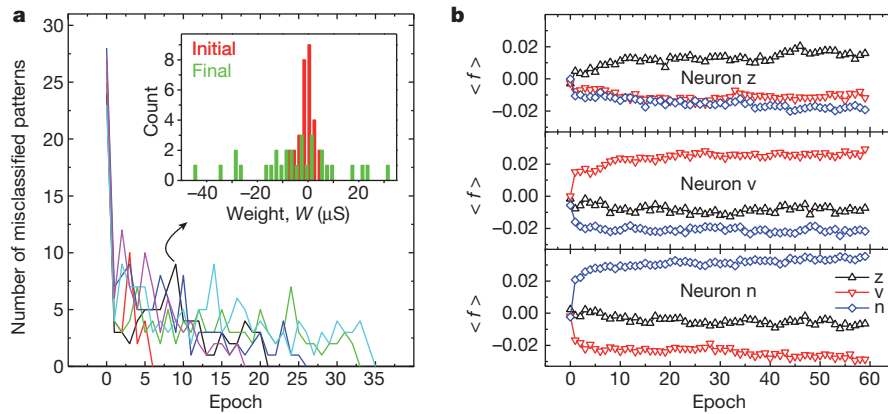 a
Number of misclassified patterns
30
25
20
15
10
5
0
0 5 10 15 20 25 30 35
Epoch
Initial
Final
Count
8
6
4
2
0
−40 −20 0 20
Weight, W (μS)
b
< f >
0.02
0.00
−0.02
Neuron z
< f >
0.02
0.00
−0.02
Neuron v
< f >
0.02
0.00
−0.02
Neuron n
z
v
n
0 10 20 30 40 50 60
Epoch